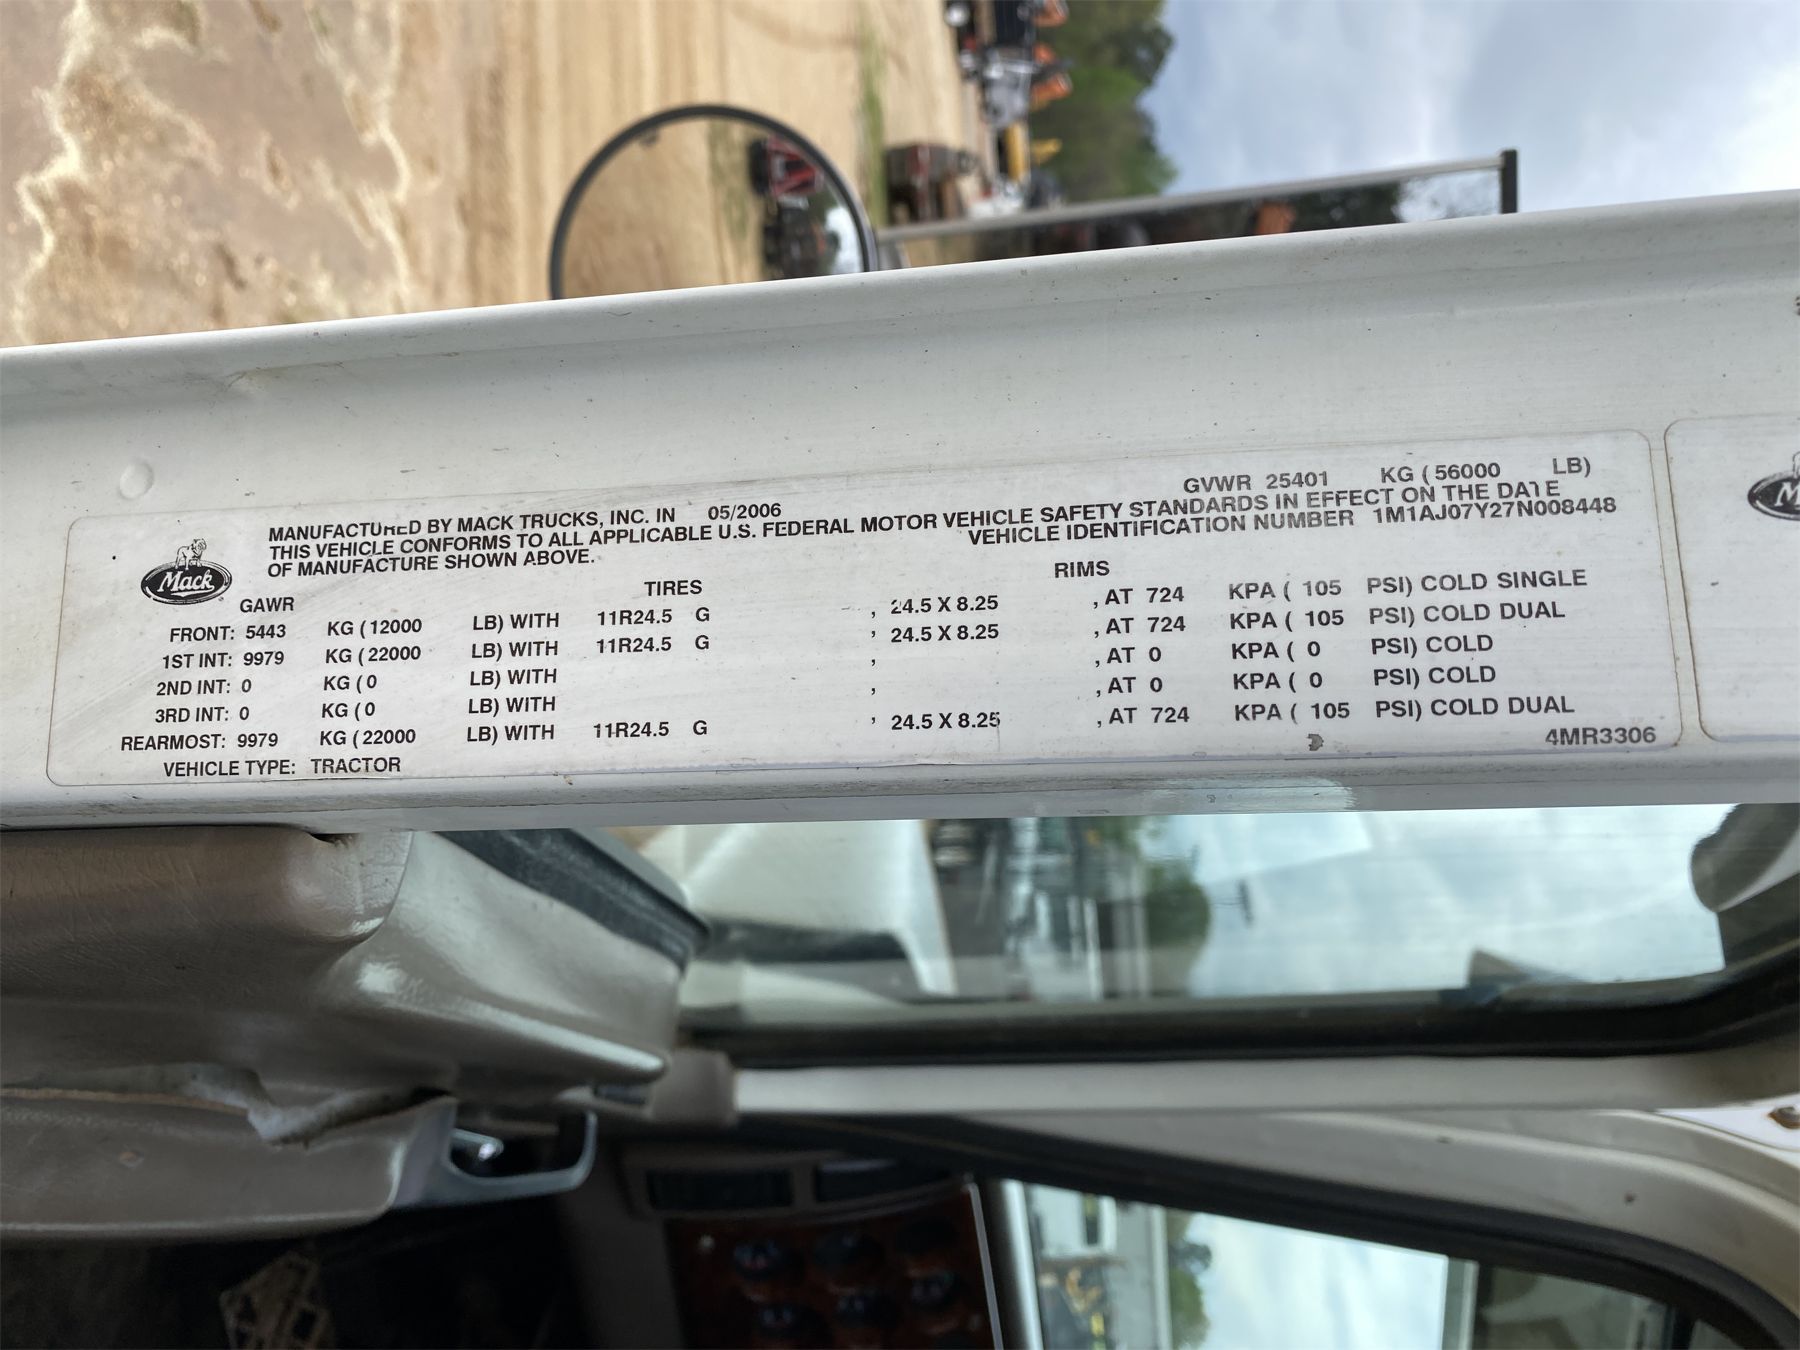 GVWR 25401 KG ( 56000 LB)
MANUFACTURED BY MACK TRUCKS, INC. IN 05/2006
THIS VEHICLE CONFORMS TO ALL APPLICABLE U.S. FEDERAL MOTOR VEHICLE SAFETY STANDARDS IN EFFECT ON THE DATE
OF MANUFACTURE SHOWN ABOVE. VEHICLE IDENTIFICATION NUMBER 1M1AJ07Y27N008448
Mack
GAWR TIRES RIMS
FRONT: 5443 KG ( 12000 LB) WITH 11R24.5 G , 24.5 X 8.25 , AT 724 KPA ( 105 PSI) COLD SINGLE
1ST INT: 9979 KG ( 22000 LB) WITH 11R24.5 G , 24.5 X 8.25 , AT 724 KPA ( 105 PSI) COLD DUAL
2ND INT: 0 KG ( 0 LB) WITH , , AT 0 KPA ( 0 PSI) COLD
3RD INT: 0 KG ( 0 LB) WITH , , AT 0 KPA ( 0 PSI) COLD
REARMOST: 9979 KG ( 22000 LB) WITH 11R24.5 G , 24.5 X 8.25 , AT 724 KPA ( 105 PSI) COLD DUAL
VEHICLE TYPE: TRACTOR 4MR3306